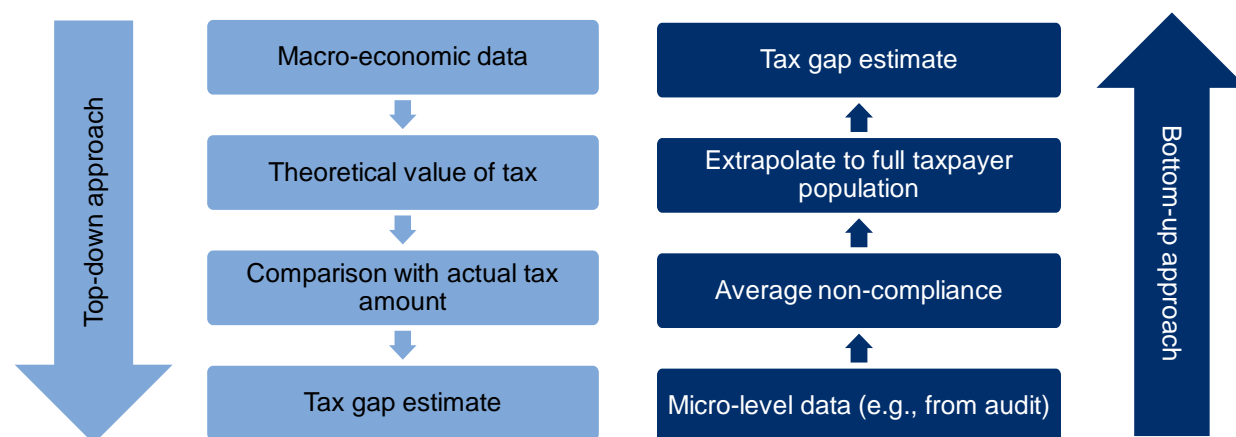 Top-down approach
Macro-economic data
Theoretical value of tax
Comparison with actual tax
amount
Tax gap estimate
Tax gap estimate
Extrapolate to full taxpayer
population
Average non-compliance
Micro-level data (e.g., from audit)
Bottom-up approach